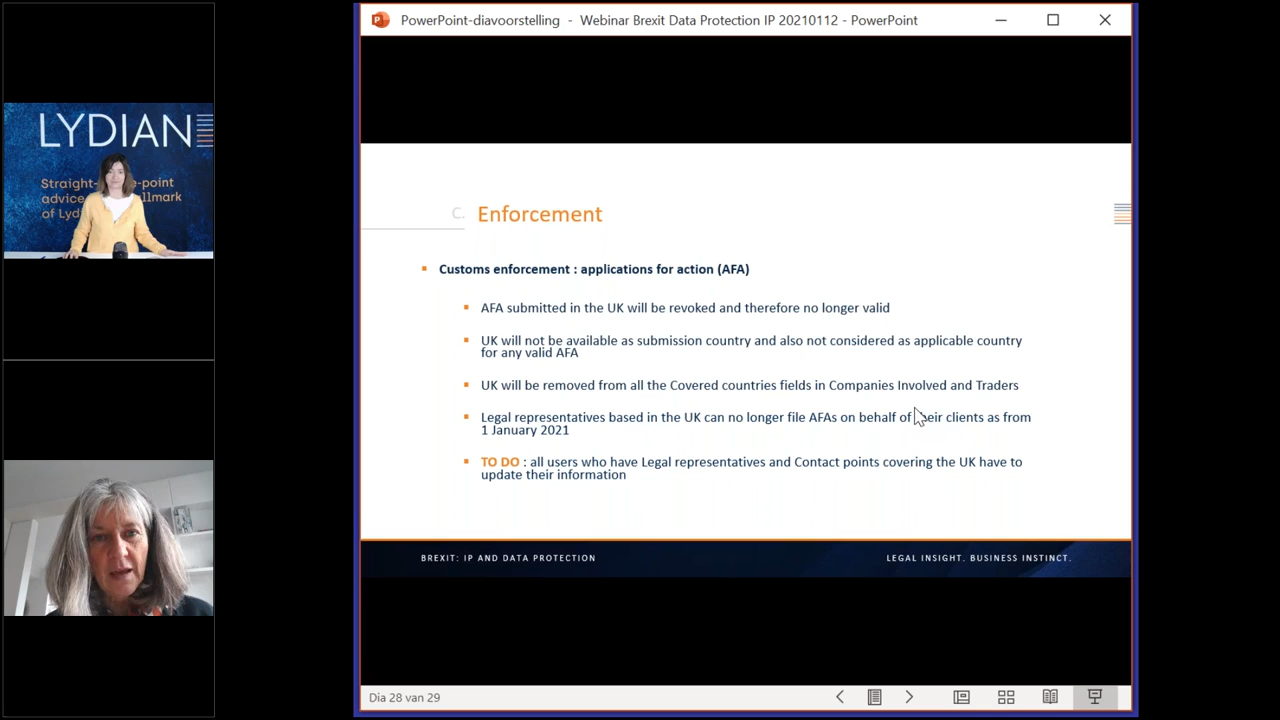 PowerPoint-diavoorstelling - Webinar Brexit Data Protection IP 20210112 - PowerPoint
LYDIAN
Straight- e-point
advice llmark
of Lydi
C. Enforcement
Customs enforcement : applications for action (AFA)
AFA submitted in the UK will be revoked and therefore no longer valid
UK will not be available as submission country and also not considered as applicable country
for any valid AFA
UK will be removed from all the Covered countries fields in Companies Involved and Traders
Legal representatives based in the UK can no longer file AFAs on behalf of their clients as from
1 January 2021
TO DO : all users who have Legal representatives and Contact points covering the UK have to
update their information
BREXIT: IP AND DATA PROTECTION
LEGAL INSIGHT. BUSINESS INSTINCT.
Dia 28 van 29